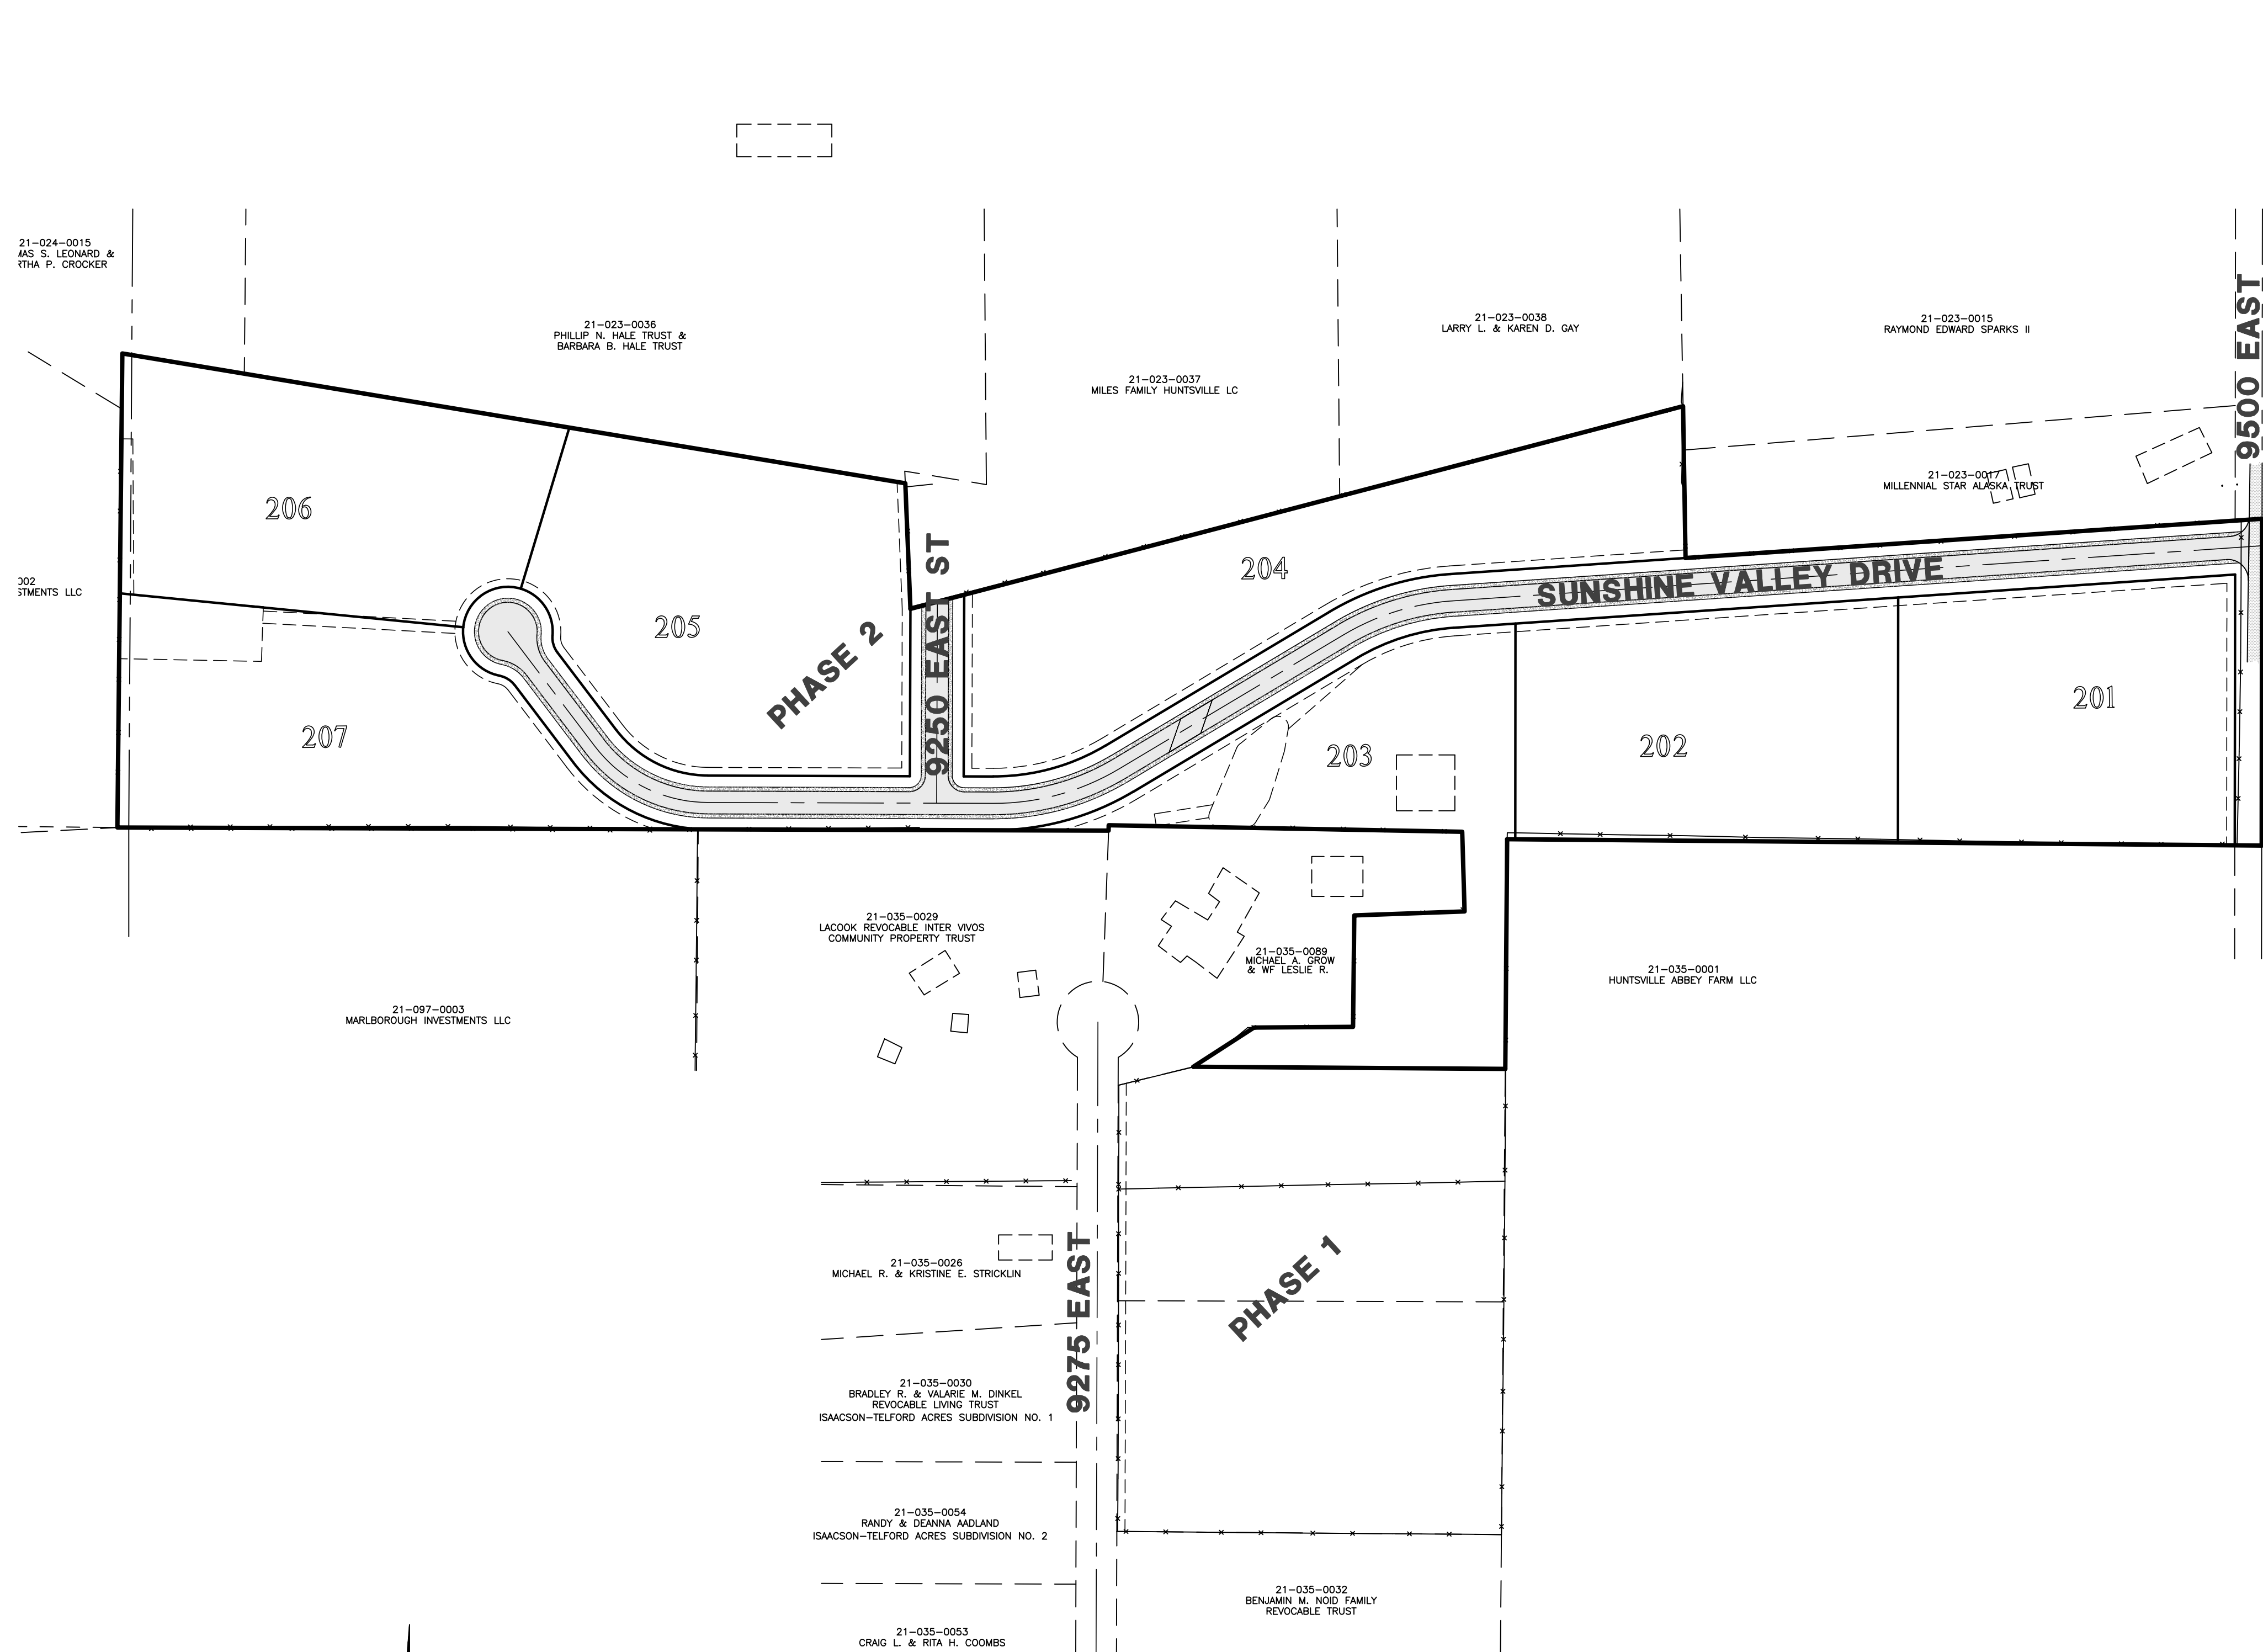 21-024-0015
MAS S. LEONARD &
RTHA P. CROCKER
21-023-0036
PHILLIP N. HALE TRUST &
BARBARA B. HALE TRUST
21-023-0037
MILES FAMILY HUNTSVILLE LC
21-023-0038
LARRY L. & KAREN D. GAY
21-023-0015
RAYMOND EDWARD SPARKS II
9500 EAST
21-023-0017
MILLENNIAL STAR ALASKA TRUST
206
002
STMENTS LLC
205
PHASE 2
9250 EAST ST
204
SUNSHINE VALLEY DRIVE
201
207
203
202
21-035-0029
LACOOK REVOCABLE INTER VIVOS
COMMUNITY PROPERTY TRUST
21-035-0089
MICHAEL A. GROW
& WF LESLIE R.
21-035-0001
HUNTSVILLE ABBEY FARM LLC
21-097-0003
MARLBOROUGH INVESTMENTS LLC
21-035-0026
MICHAEL R. & KRISTINE E. STRICKLIN
9275 EAST
PHASE 1
21-035-0030
BRADLEY R. & VALARIE M. DINKEL
REVOCABLE LIVING TRUST
ISAACSON-TELFORD ACRES SUBDIVISION NO. 1
21-035-0054
RANDY & DEANNA AADLAND
ISAACSON-TELFORD ACRES SUBDIVISION NO. 2
21-035-0032
BENJAMIN M. NOID FAMILY
REVOCABLE TRUST
21-035-0053
CRAIG L. & RITA H. COOMBS